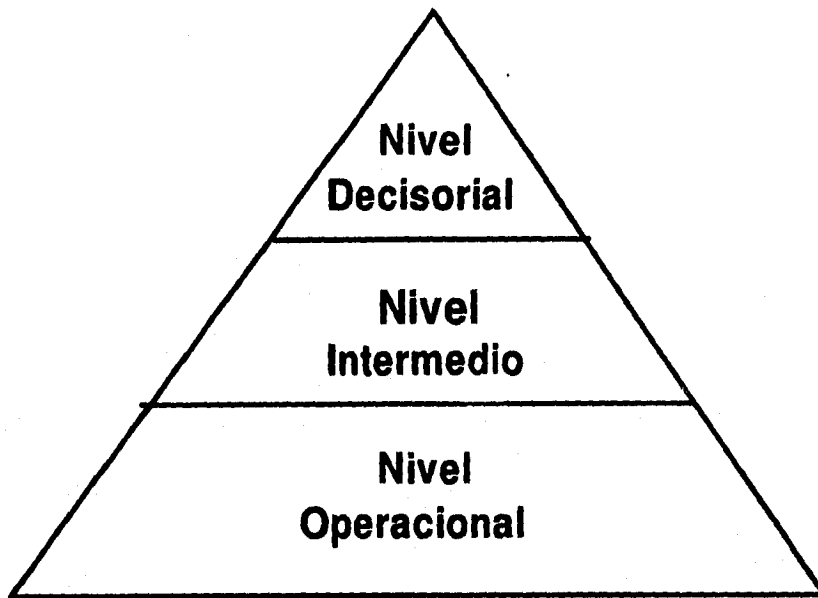 Nivel
Decisorial
Nivel
Intermedio
Nivel
Operacional